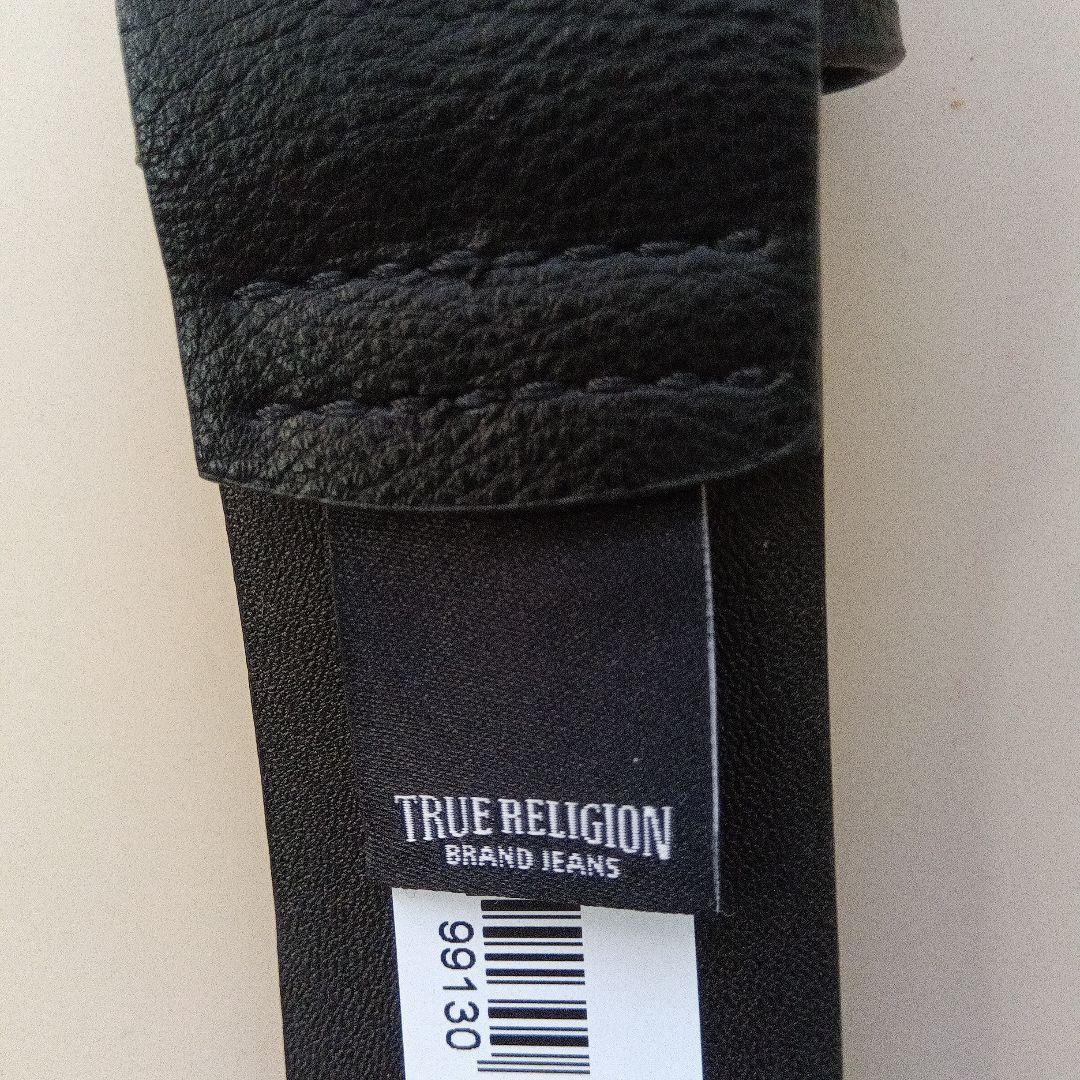 TRUE RELIGION
BRAND JEANS
99130